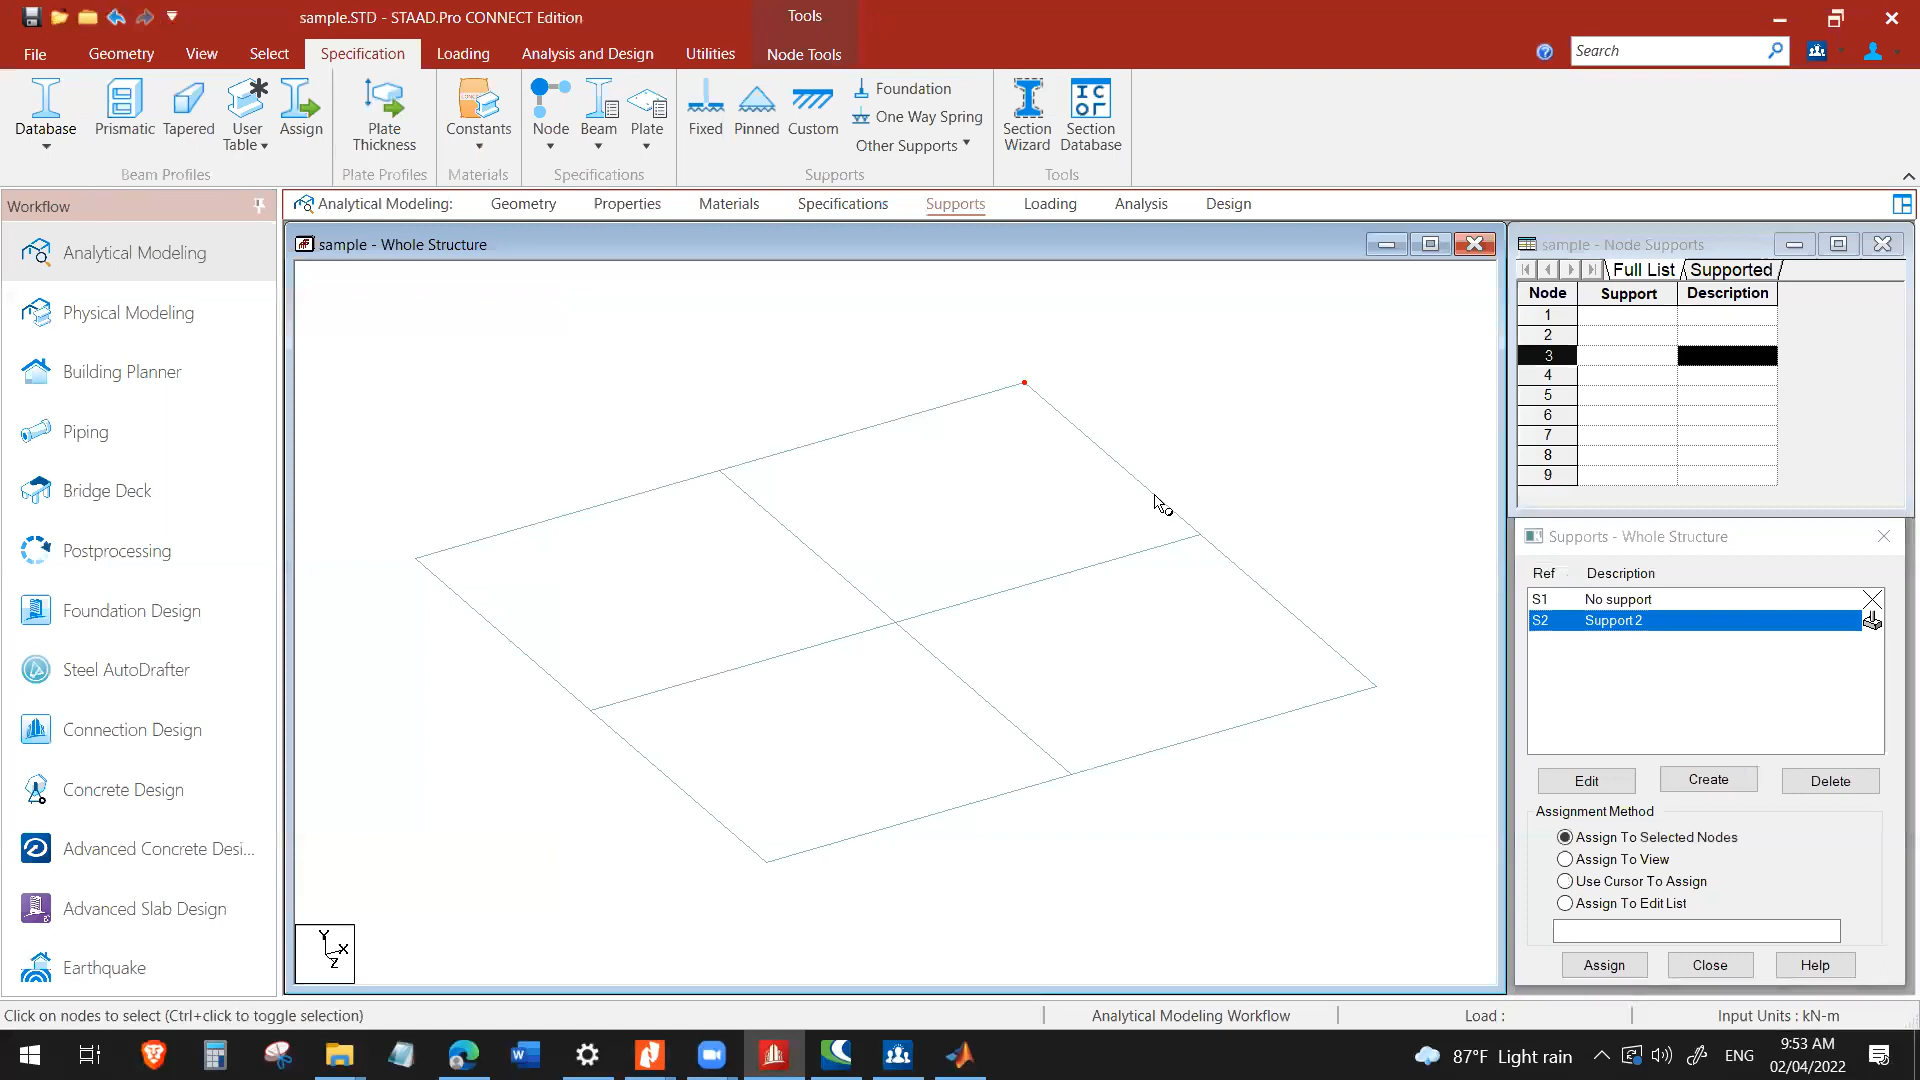 sample.STD - STAAD.Pro CONNECT Edition
Tools
File
Geometry
View
Select
Specification
Loading
Analysis and Design
Utilities
Node Tools
Search
Database
Prismatic
Tapered
User
Table
Assign
Beam Profiles
Plate
Thickness
Plate Profiles
Constants
Materials
Node
Beam
Plate
Specifications
Fixed
Pinned
Custom
Foundation
One Way Spring
Other Supports
Supports
Section
Wizard
Section
Database
Tools
Workflow
Analytical Modeling:
Geometry
Properties
Materials
Specifications
Supports
Loading
Analysis
Design
Analytical Modeling
Physical Modeling
Building Planner
Piping
Bridge Deck
Postprocessing
Foundation Design
Steel AutoDrafter
Connection Design
Concrete Design
Advanced Concrete Desi...
Advanced Slab Design
Earthquake
sample - Whole Structure
Y
X
Z
sample - Node Supports
Full List
Supported
Node Support Description
1
2
3
4
5
6
7
8
9
Supports - Whole Structure
Ref Description
S1 No support
S2 Support 2
Edit
Create
Delete
Assignment Method
Assign To Selected Nodes
Assign To View
Use Cursor To Assign
Assign To Edit List
Assign
Close
Help
Click on nodes to select (Ctrl+click to toggle selection)
Analytical Modeling Workflow
Load :
Input Units : kN-m
87°F Light rain
ENG
9:53 AM
02/04/2022